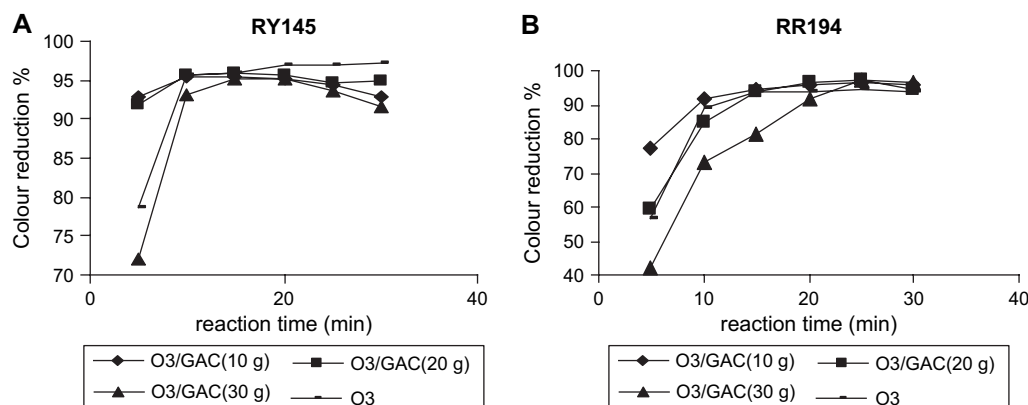 A
RY145
Colour reduction %
100
95
90
85
80
75
70
0
20
40
reaction time (min)
O3/GAC(10 g)
O3/GAC(20 g)
O3/GAC(30 g)
O3
B
RR194
Colour reduction %
100
90
80
70
60
50
40
0
10
20
30
40
reaction time (min)
O3/GAC(10 g)
O3/GAC(20 g)
O3/GAC(30 g)
O3